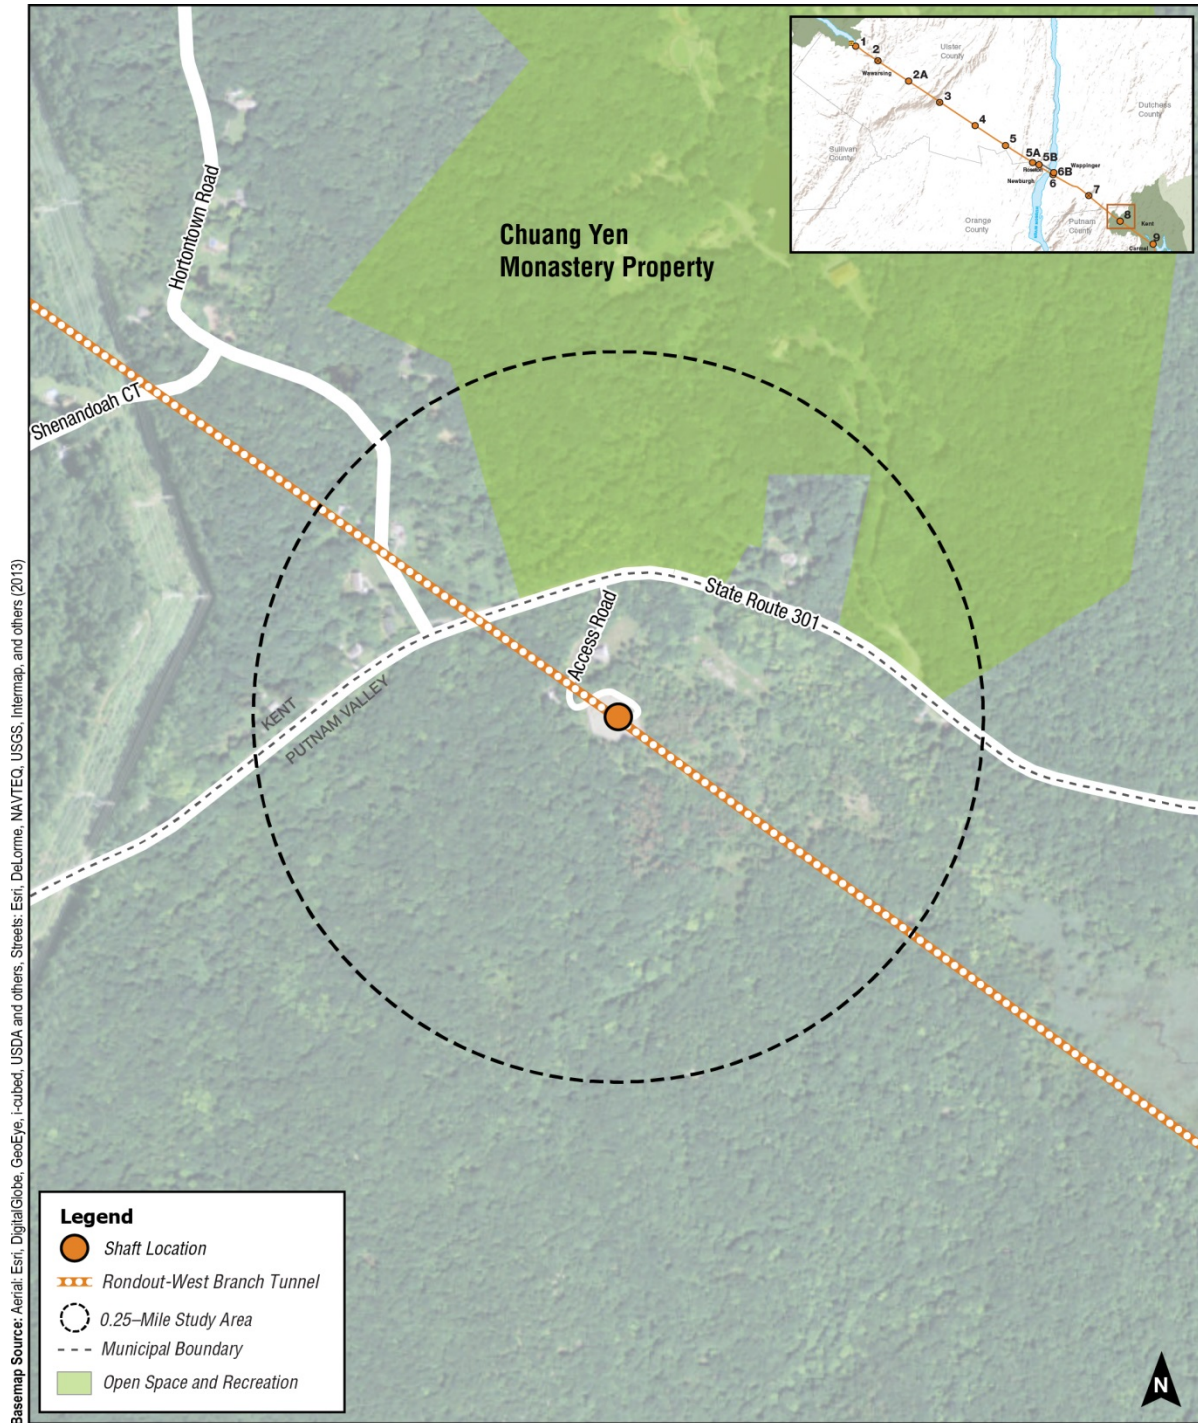 1
2
Wawarsing
Ulster
County
2A
3
Dutchess
County
4
Sullivan
County
5
5A
5B
Wappinger
Newburgh
6B
6
7
Orange
County
Putnam
County
8
Kent
9
Carmel
Hortontown Road
Chuang Yen
Monastery Property
Shenandoah CT
State Route 301
Access Road
KENT
PUTNAM VALLEY
Basemap Source: Aerial: Esri, DigitalGlobe, GeoEye, i-cubed, USDA and others, Streets: Esri, DeLorme, NAVTEQ, USGS, Intermap, and others (2013)
Legend
Shaft Location
Rondout-West Branch Tunnel
0.25–Mile Study Area
Municipal Boundary
Open Space and Recreation
N